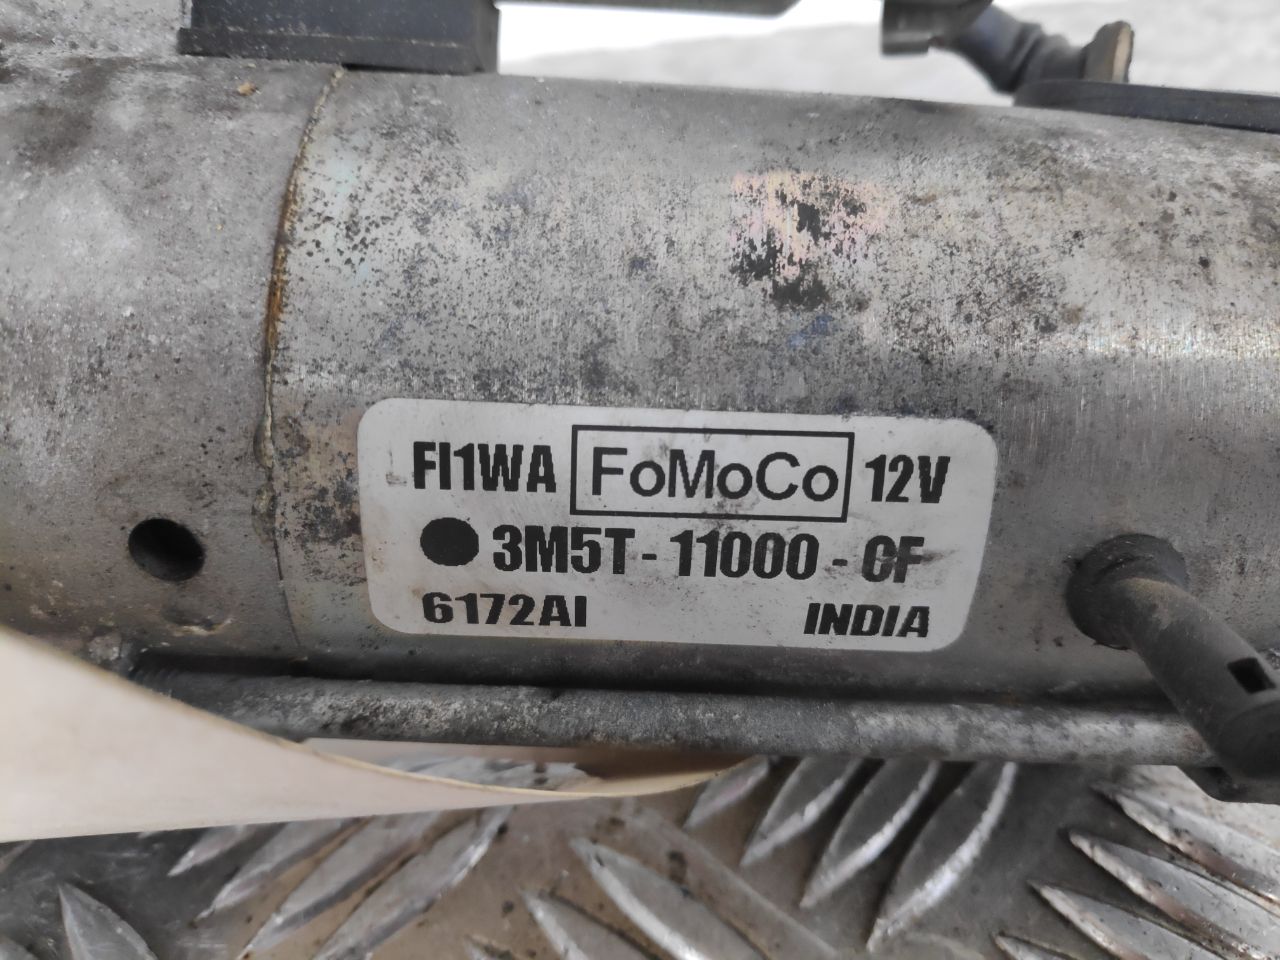 FI1WA FoMoCo 12V
3M5T-11000-CF
6172AI INDIA